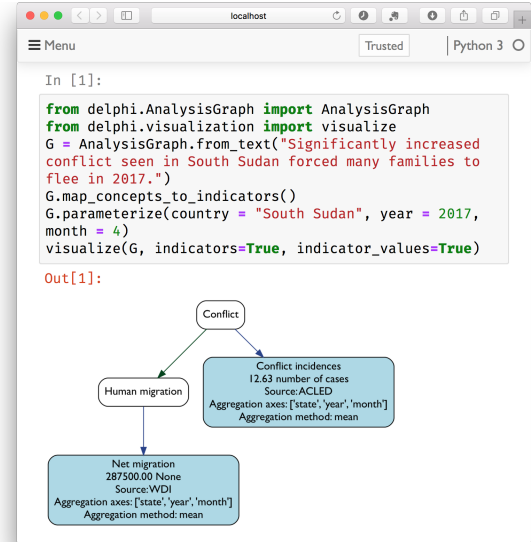 localhost
Menu
Trusted
Python 3
In [1]:
from delphi.AnalysisGraph import AnalysisGraph
from delphi.visualization import visualize
G = AnalysisGraph.from_text("Significantly increased
conflict seen in South Sudan forced many families to
flee in 2017.")
G.map_concepts_to_indicators()
G.parameterize(country = "South Sudan", year = 2017,
month = 4)
visualize(G, indicators=True, indicator_values=True)
Out[1]:
Conflict
Conflict incidences
12.63 number of cases
Source: ACLED
Aggregation axes: ['state', 'year', 'month']
Aggregation method: mean
Human migration
Net migration
287500.00 None
Source: WDI
Aggregation axes: ['state', 'year', 'month']
Aggregation method: mean